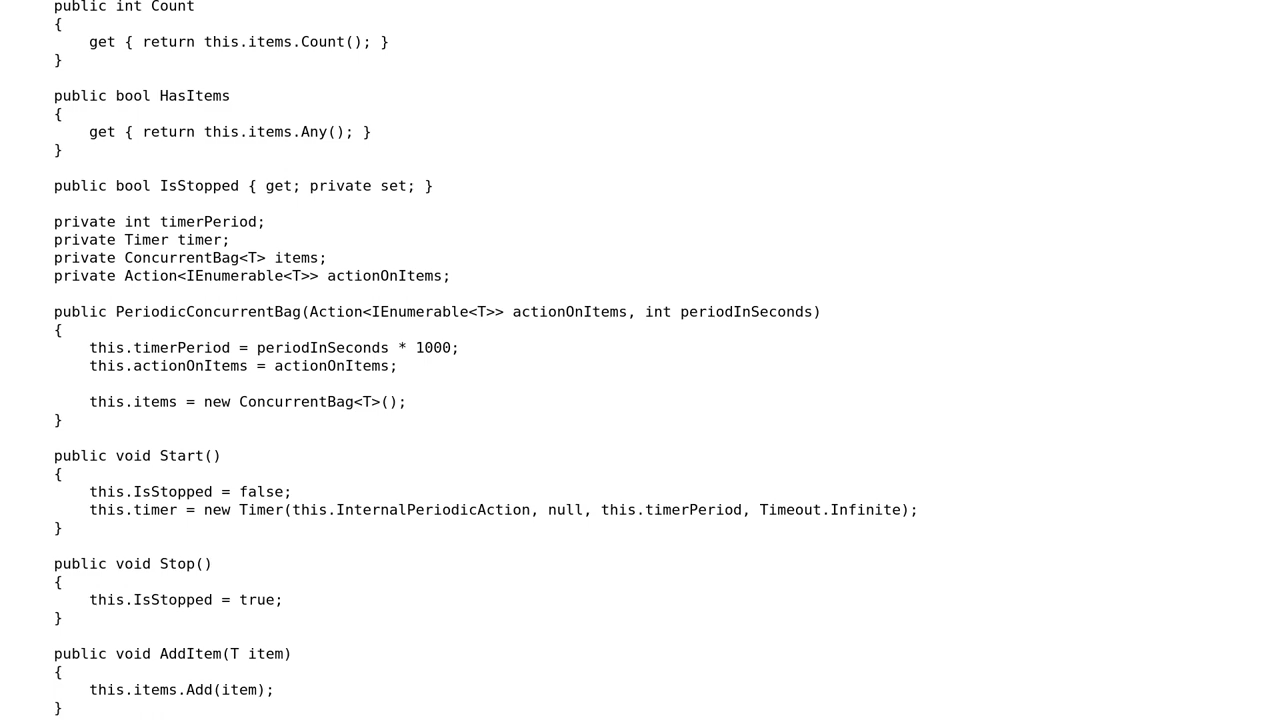 public int Count
{
    get { return this.items.Count(); }
}

public bool HasItems
{
    get { return this.items.Any(); }
}

public bool IsStopped { get; private set; }

private int timerPeriod;
private Timer timer;
private ConcurrentBag<T> items;
private Action<IEnumerable<T>> actionOnItems;

public PeriodicConcurrentBag(Action<IEnumerable<T>> actionOnItems, int periodInSeconds)
{
    this.timerPeriod = periodInSeconds * 1000;
    this.actionOnItems = actionOnItems;

    this.items = new ConcurrentBag<T>();
}

public void Start()
{
    this.IsStopped = false;
    this.timer = new Timer(this.InternalPeriodicAction, null, this.timerPeriod, Timeout.Infinite);
}

public void Stop()
{
    this.IsStopped = true;
}

public void AddItem(T item)
{
    this.items.Add(item);
}